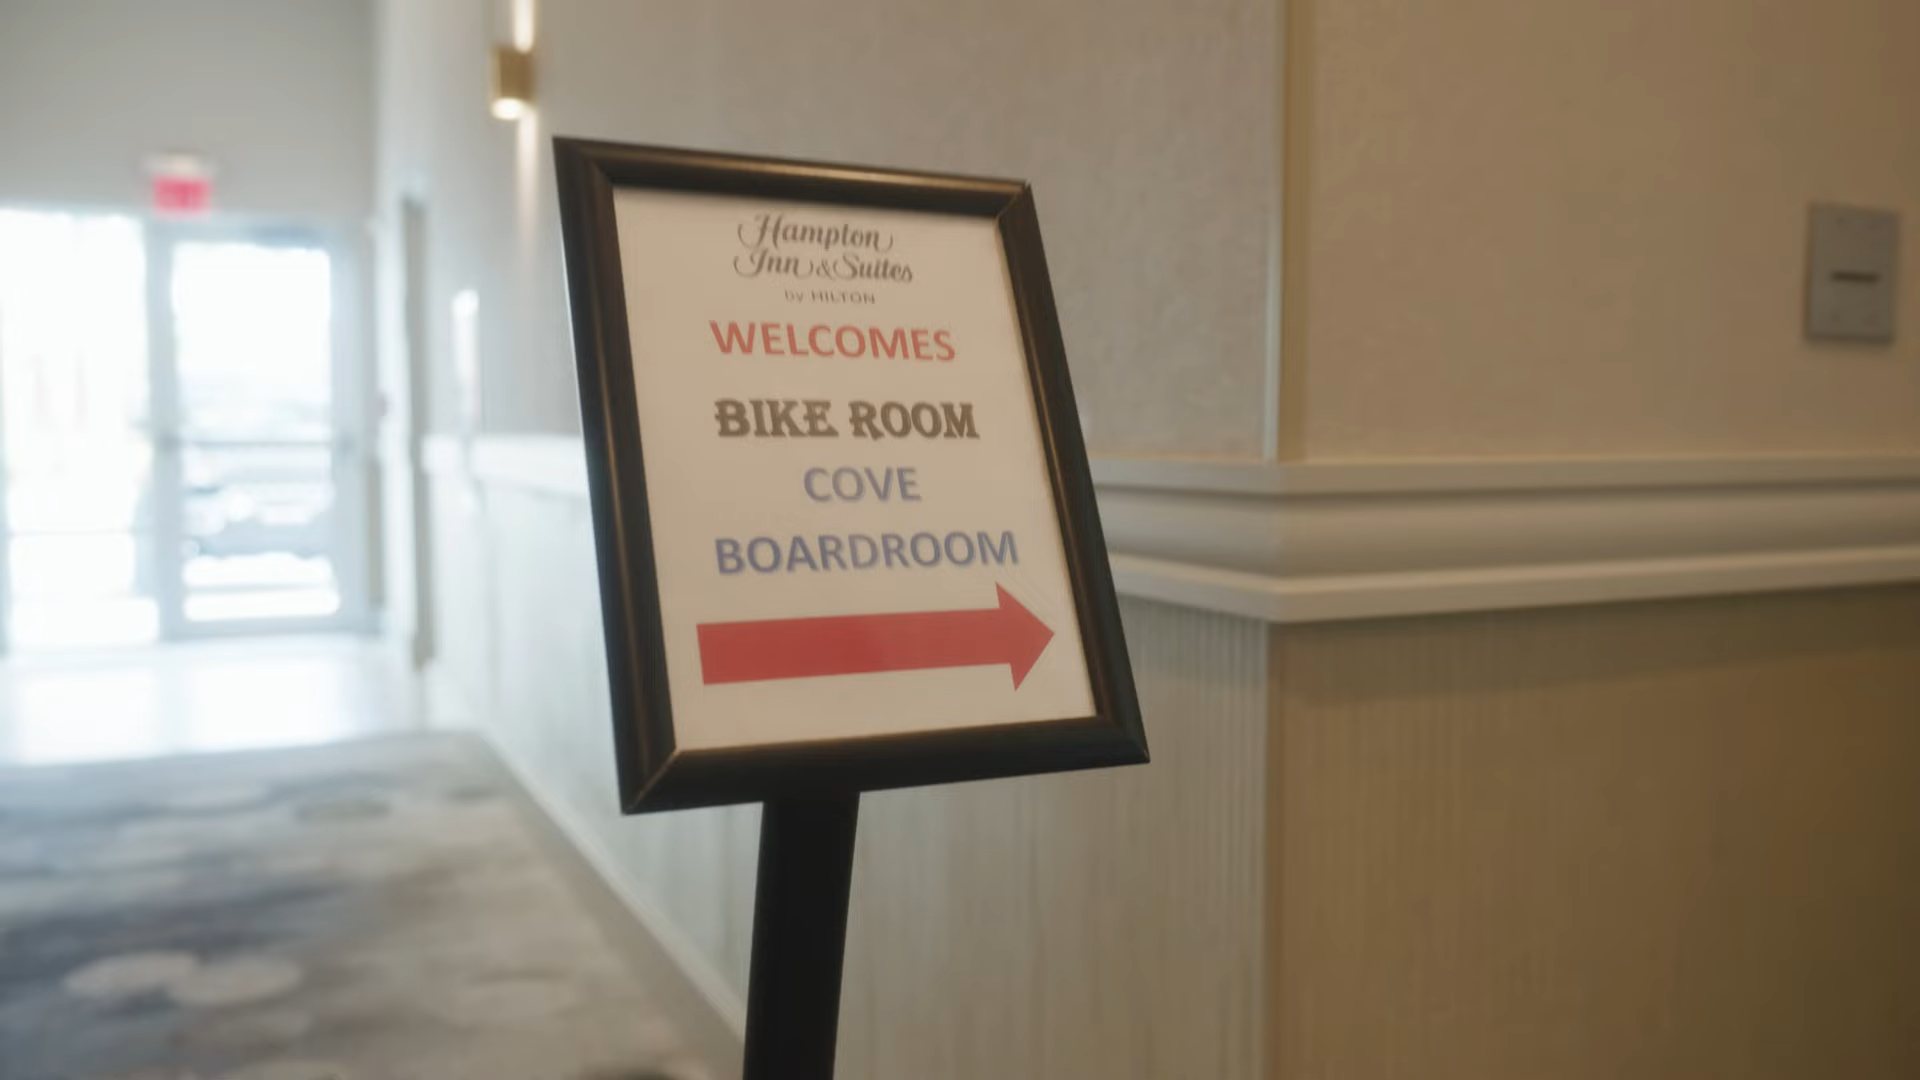 Hampton
Inn & Suites
by HILTON
WELCOMES
BIKE ROOM
COVE
BOARDROOM